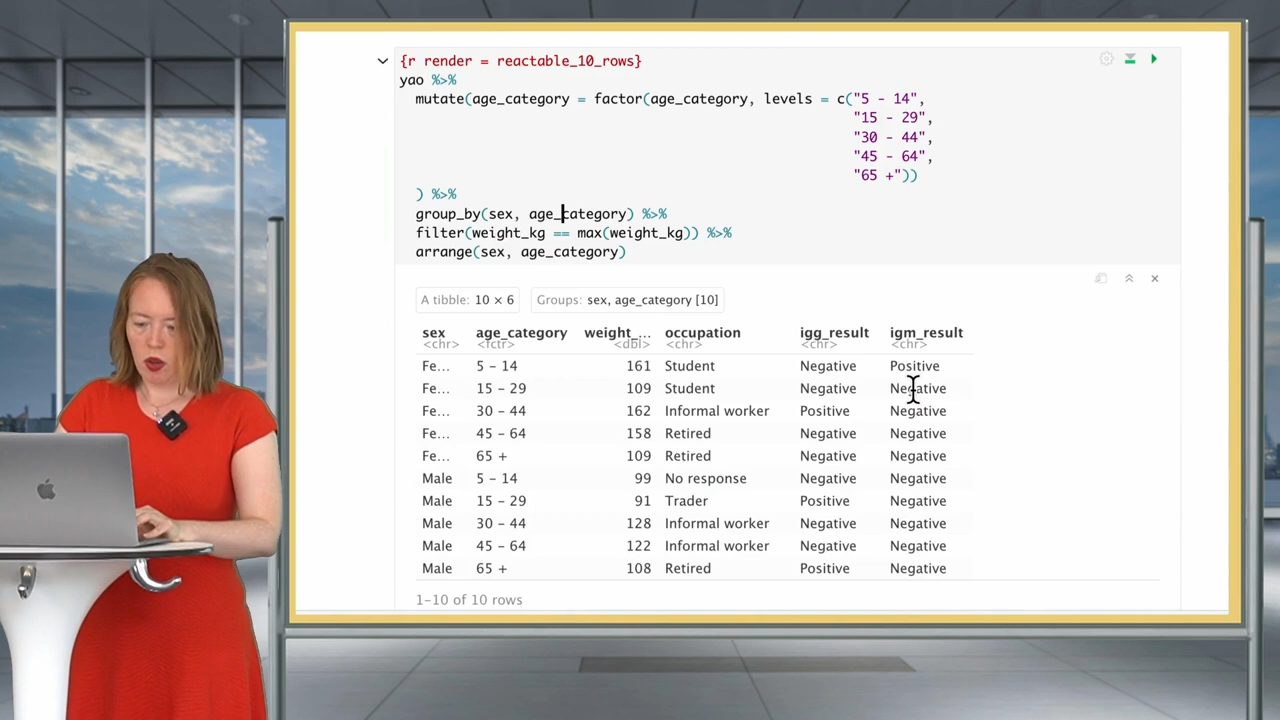 {r render = reactable_10_rows}
yao %>%
mutate(age_category = factor(age_category, levels = c("5 - 14",
"15 - 29",
"30 - 44",
"45 - 64",
"65 +"))
) %>%
group_by(sex, age_category) %>%
filter(weight_kg == max(weight_kg)) %>%
arrange(sex, age_category)
A tibble: 10 × 6 Groups: sex, age_category [10]
sex age_category weight_... occupation igg_result igm_result
<chr> <fctr> <dbl> <chr> <chr> <chr>
Fe... 5 – 14 161 Student Negative Positive
Fe... 15 – 29 109 Student Negative Negative
Fe... 30 – 44 162 Informal worker Positive Negative
Fe... 45 – 64 158 Retired Negative Negative
Fe... 65 + 109 Retired Negative Negative
Male 5 – 14 99 No response Negative Negative
Male 15 – 29 91 Trader Positive Negative
Male 30 – 44 128 Informal worker Negative Negative
Male 45 – 64 122 Informal worker Negative Negative
Male 65 + 108 Retired Positive Negative
1–10 of 10 rows